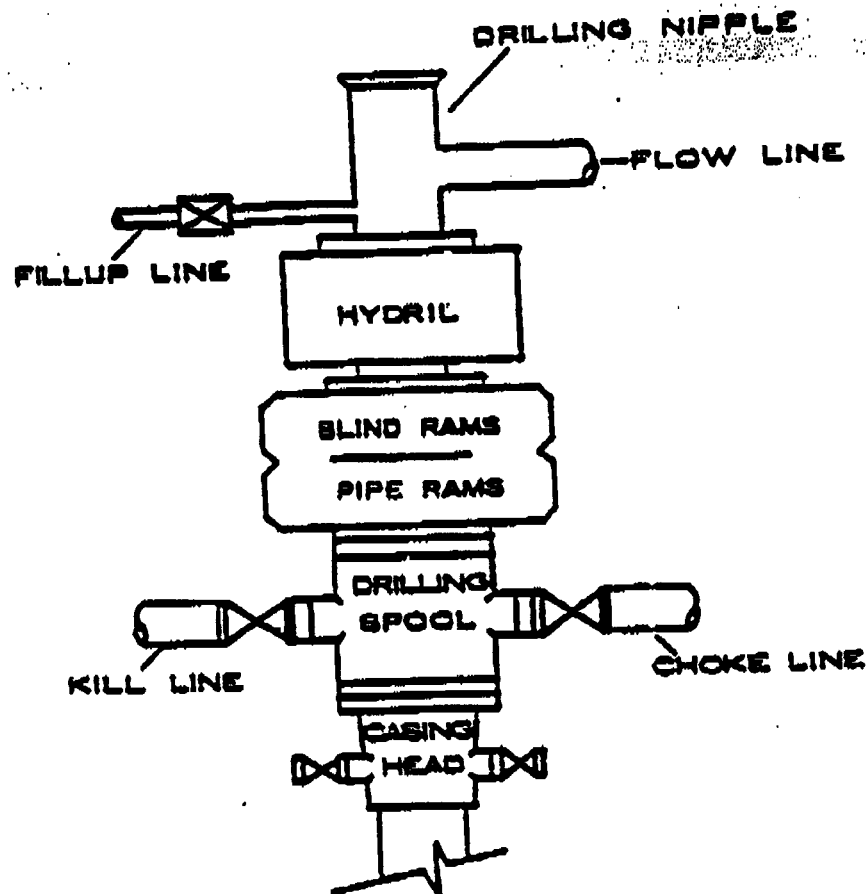 DRILLING NIPPLE
FLOW LINE
FILLUP LINE
HYDRIL
BLIND RAMS
PIPE RAMS
DRILLING
SPOOL
KILL LINE
CHOKE LINE
CASING
HEAD